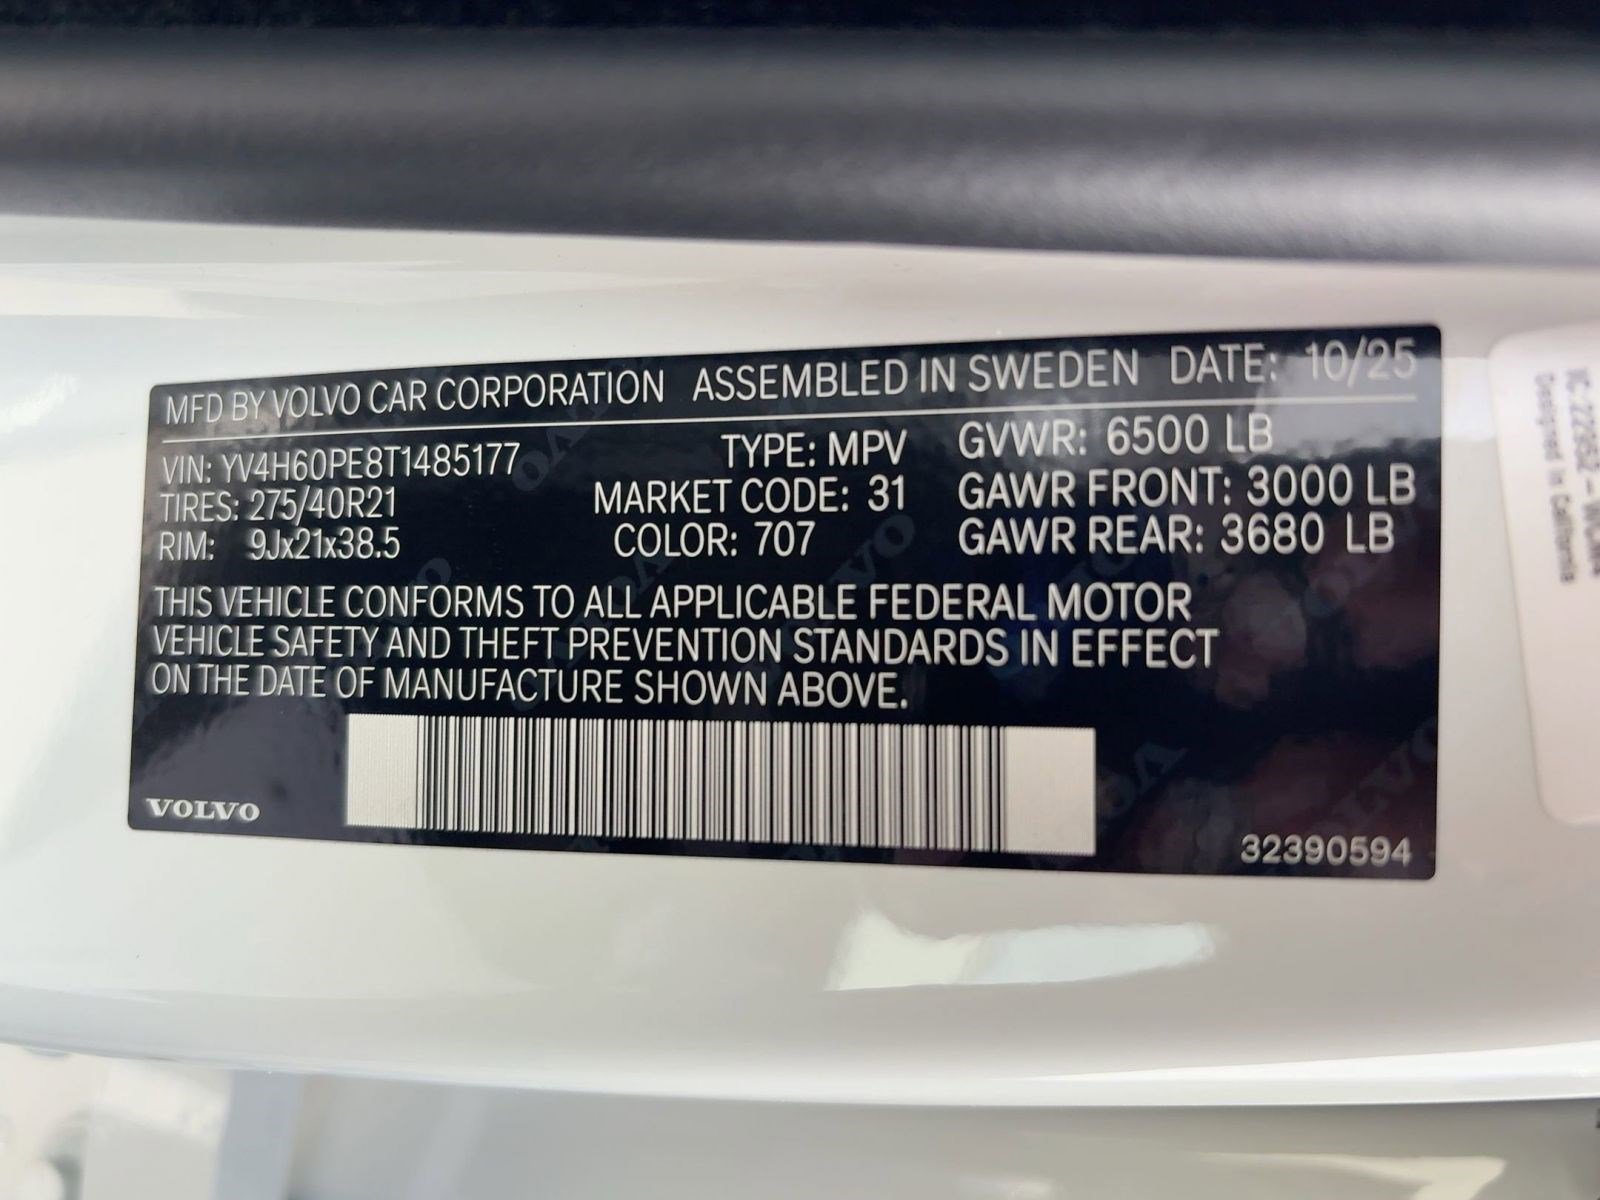 MFD BY VOLVO CAR CORPORATION ASSEMBLED IN SWEDEN DATE: 10/25
VIN: YV4H60PE8T1485177 TYPE: MPV GVWR: 6500 LB
TIRES: 275/40R21 MARKET CODE: 31 GAWR FRONT: 3000 LB
RIM: 9Jx21x38.5 COLOR: 707 GAWR REAR: 3680 LB
THIS VEHICLE CONFORMS TO ALL APPLICABLE FEDERAL MOTOR
VEHICLE SAFETY AND THEFT PREVENTION STANDARDS IN EFFECT
ON THE DATE OF MANUFACTURE SHOWN ABOVE.
VOLVO
32390594
Designed in California